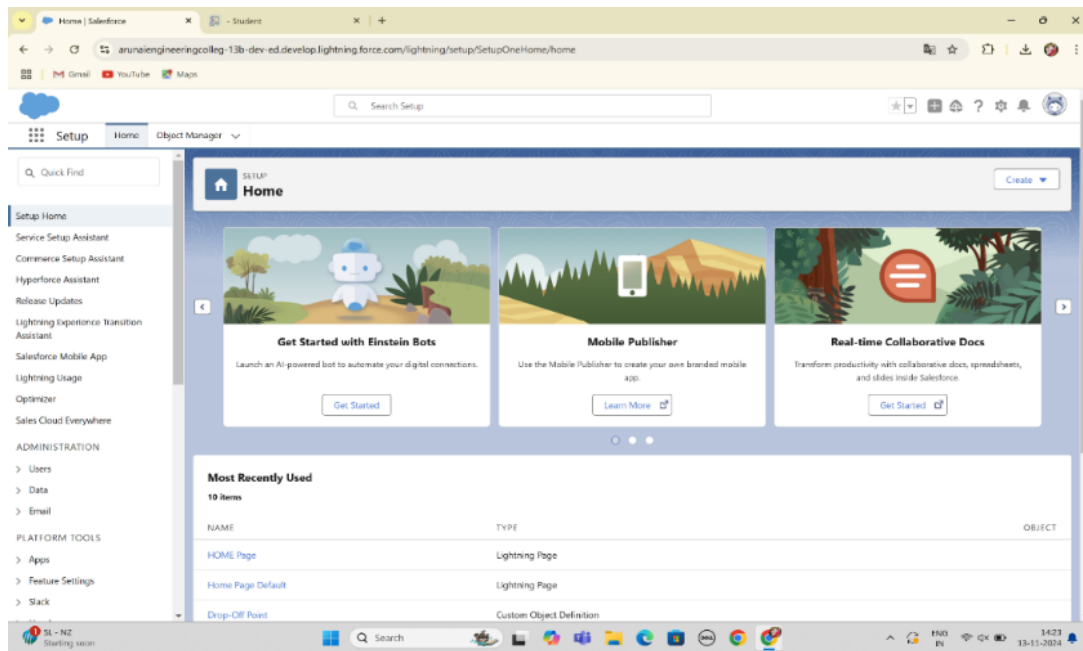 Home | Salesforce
- Student
arunaiengineeringcolleg-13b-dev-ed.develop.lightning.force.com/lightning/setup/SetupOneHome/home
Gmail
YouTube
Maps
Search Setup
Setup
Home
Object Manager
Quick Find
Setup Home
Service Setup Assistant
Commerce Setup Assistant
Hyperforce Assistant
Release Updates
Lightning Experience Transition
Assistant
Salesforce Mobile App
Lightning Usage
Optimizer
Sales Cloud Everywhere
ADMINISTRATION
Users
Data
Email
PLATFORM TOOLS
Apps
Feature Settings
Slack
SETUP
Home
Create
Get Started with Einstein Bots
Launch an AI-powered bot to automate your digital connections.
Get Started
Mobile Publisher
Use the Mobile Publisher to create your own branded mobile
app.
Learn More
Real-time Collaborative Docs
Transform productivity with collaborative docs, spreadsheets,
and slides inside Salesforce.
Get Started
Most Recently Used
10 items
NAME TYPE OBJECT
HOME Page Lightning Page
Home Page Default Lightning Page
Drop-Off Point Custom Object Definition
1
SL - NZ
Starting soon
Search
ENG
IN
14:23
13-11-2024